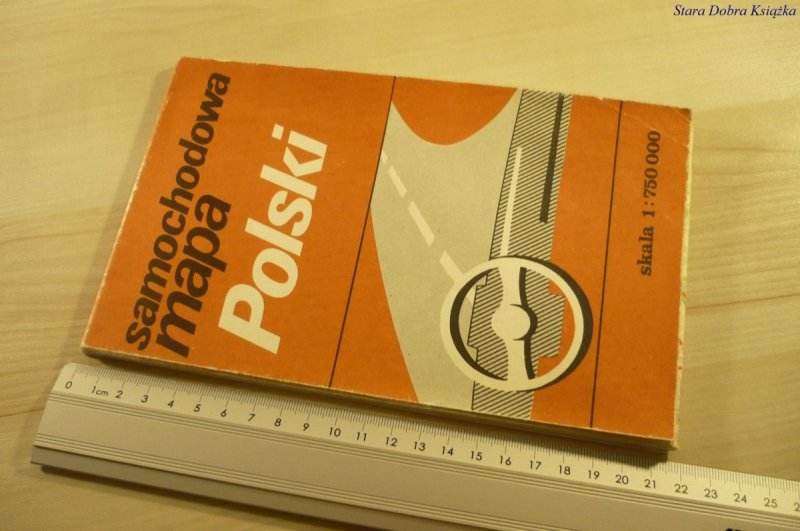 Stara Dobra Książka
samochodowa
mapa
Polski
skala 1:750 000
0 1cm 2 3 4 5 6 7 8 9 10 11 12 13 14 15 16 17 18 19 20 21 22 23 24 25